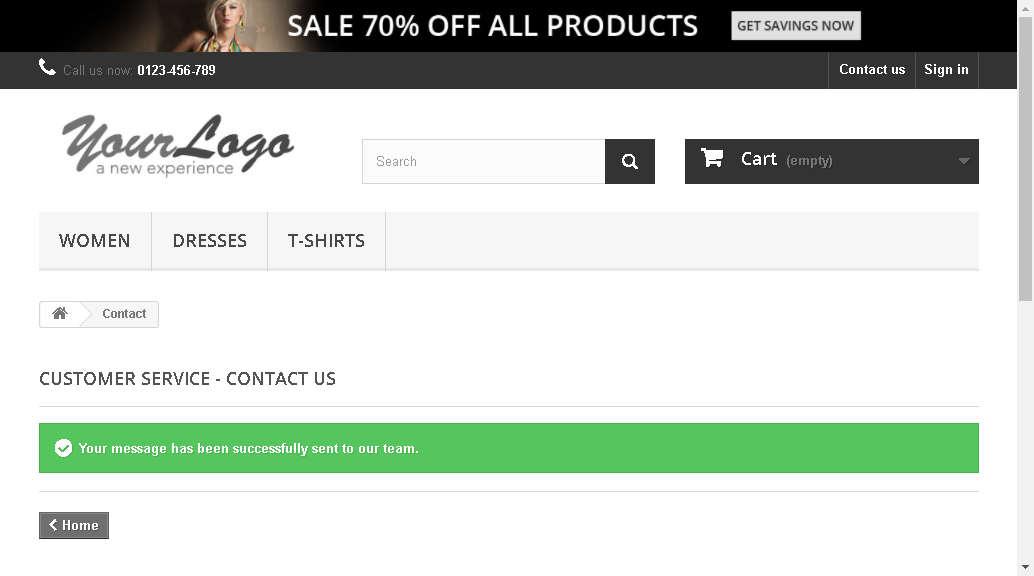 SALE 70% OFF ALL PRODUCTS GET SAVINGS NOW
Call us now: 0123-456-789 Contact us Sign in
YourLogo
a new experience
Search
Cart (empty)
WOMEN DRESSES T-SHIRTS
Contact
CUSTOMER SERVICE - CONTACT US
Your message has been successfully sent to our team.
Home